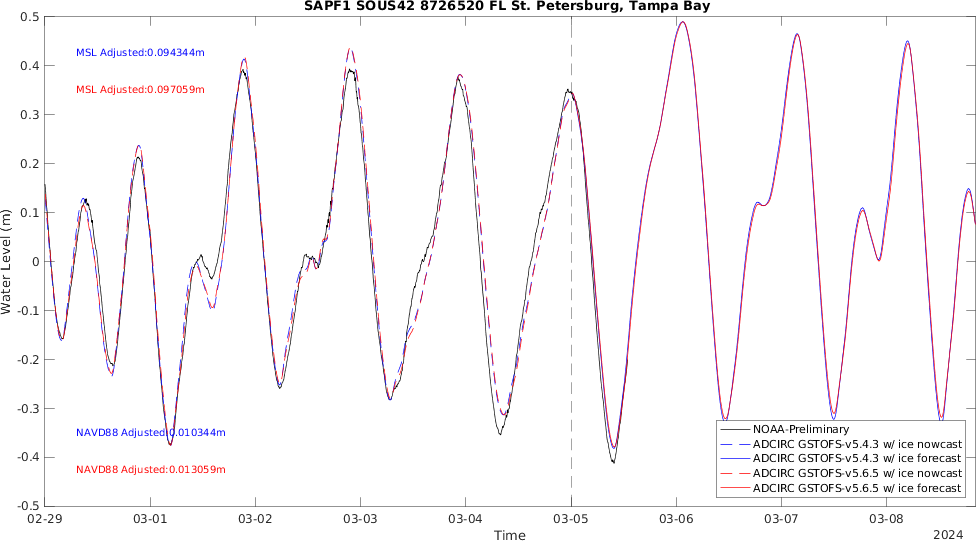 SAPF1 SOUS42 8726520 FL St. Petersburg, Tampa Bay
0.5
0.4
0.3
0.2
0.1
0
-0.1
-0.2
-0.3
-0.4
-0.5
Water Level (m)
MSL Adjusted:0.094344m
MSL Adjusted:0.097059m
NAVD88 Adjusted:0.010344m
NAVD88 Adjusted:0.013059m
NOAA-Preliminary
ADCIRC GSTOFS-v5.4.3 w/ ice nowcast
ADCIRC GSTOFS-v5.4.3 w/ ice forecast
ADCIRC GSTOFS-v5.6.5 w/ ice nowcast
ADCIRC GSTOFS-v5.6.5 w/ ice forecast
02-29 03-01 03-02 03-03 03-04 03-05 03-06 03-07 03-08
Time
2024